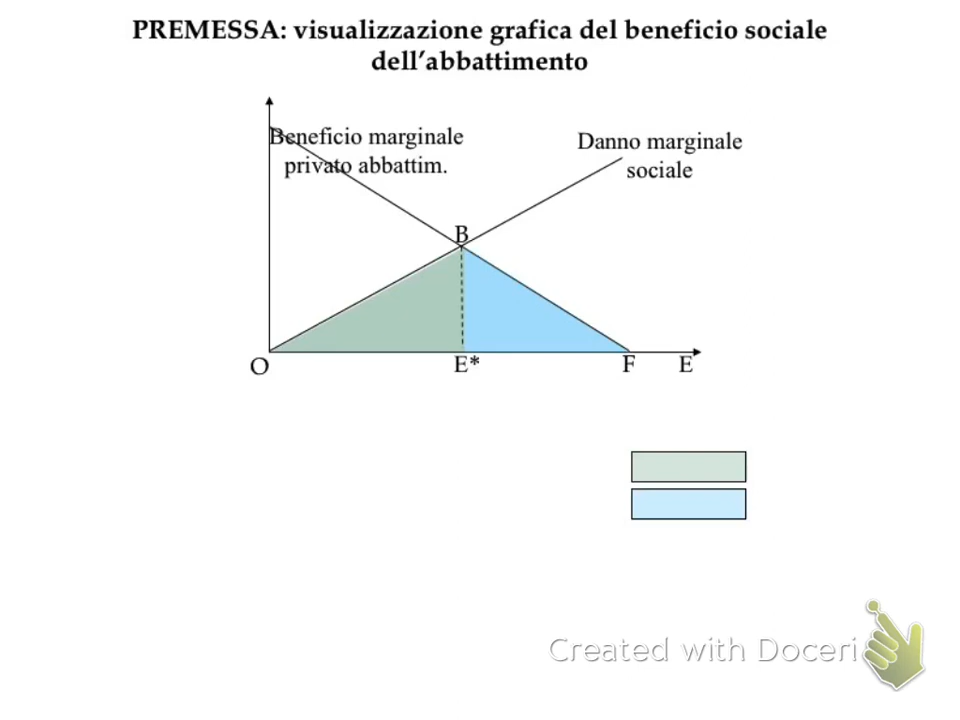 PREMESSA: visualizzazione grafica del beneficio sociale
dell’abbattimento
Beneficio marginale
privato abbattim.
Danno marginale
sociale
B
O
E*
F
E
Created with Doceri